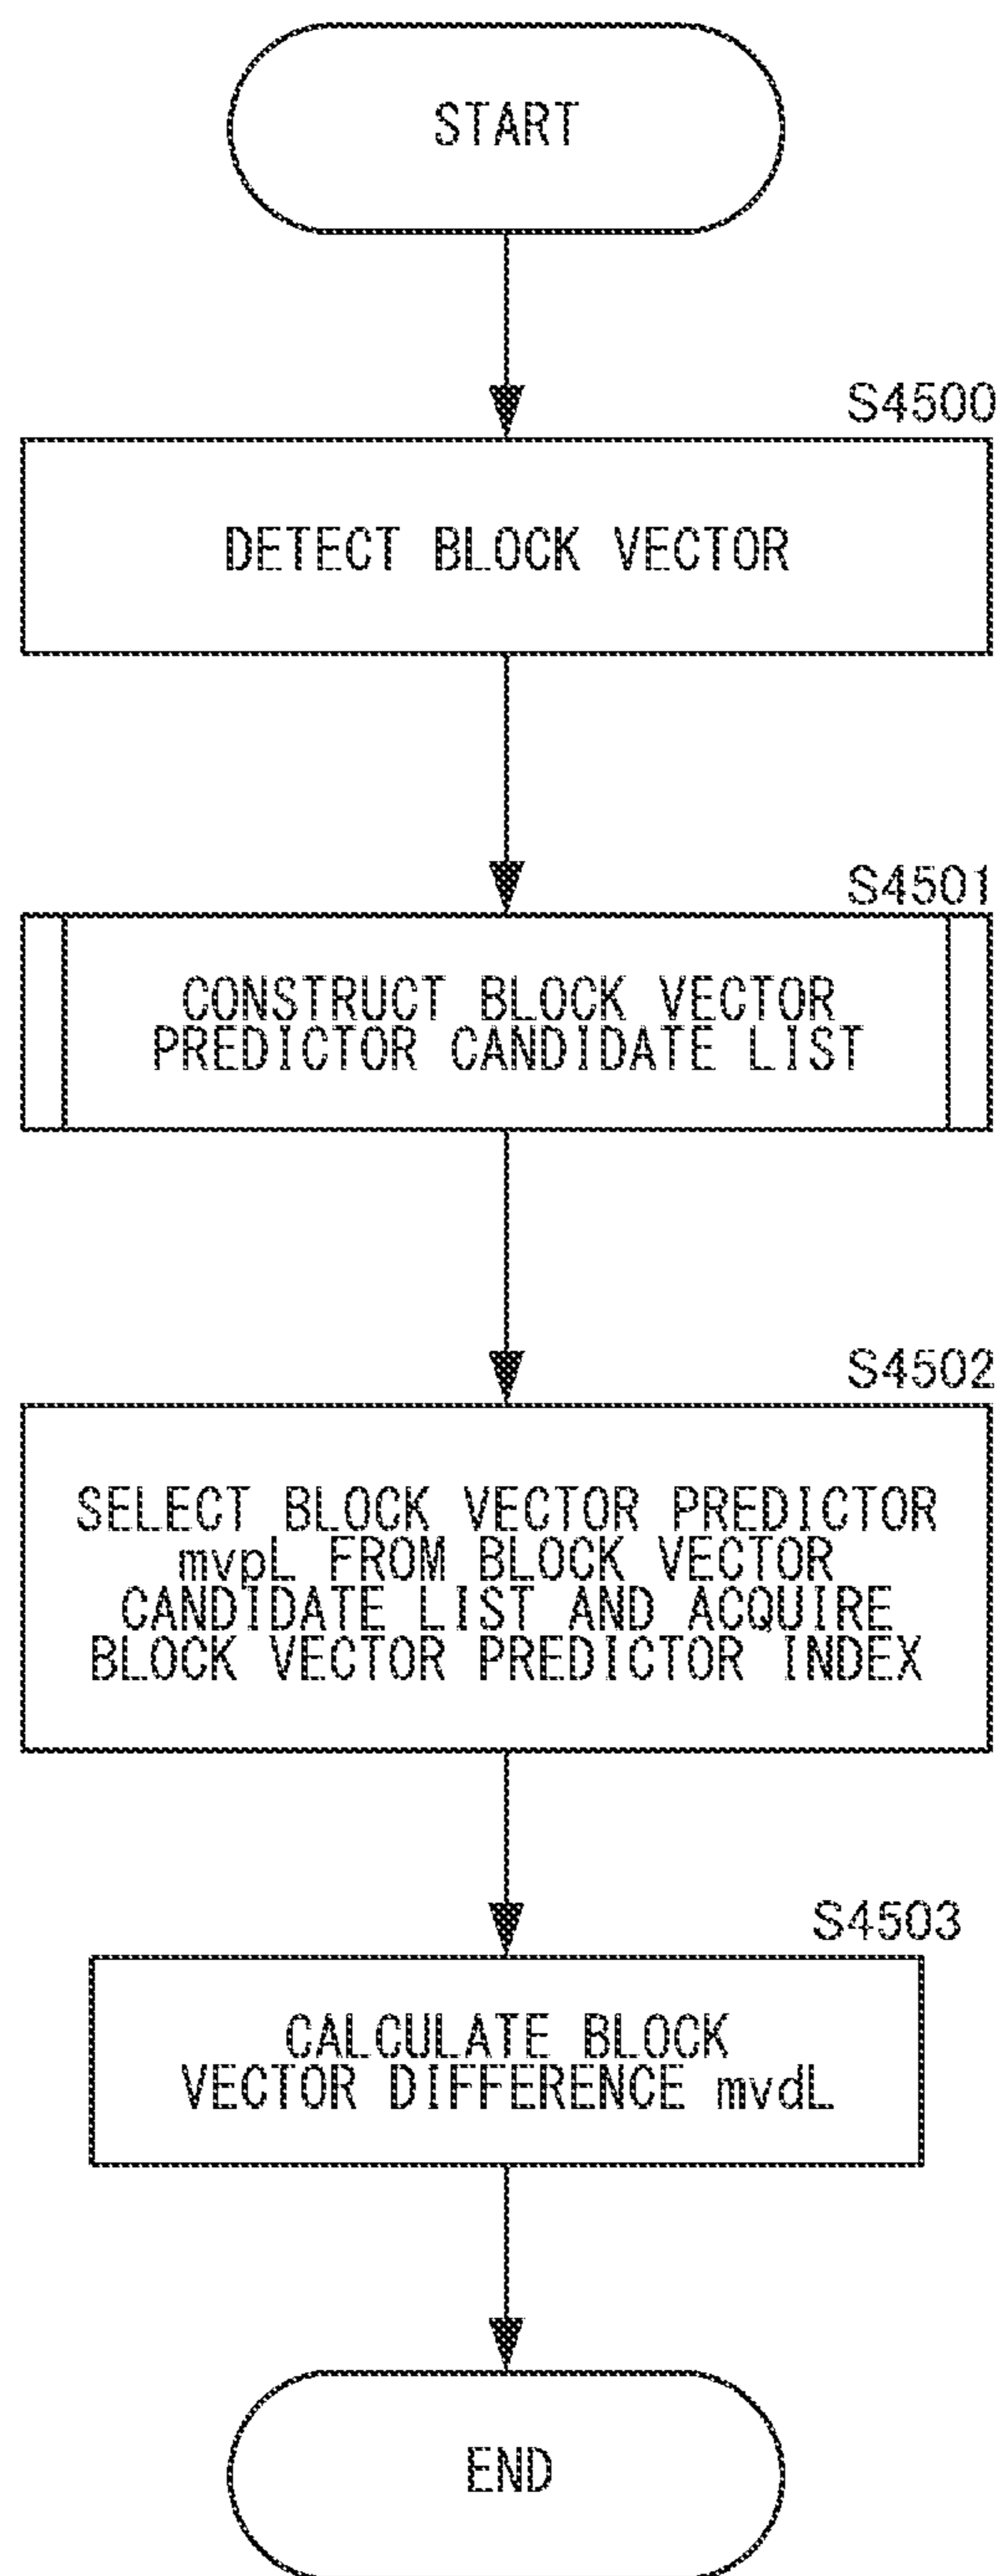 START
S4500
DETECT BLOCK VECTOR
S4501
CONSTRUCT BLOCK VECTOR
PREDICTOR CANDIDATE LIST
S4502
SELECT BLOCK VECTOR PREDICTOR
mvpL FROM BLOCK VECTOR
CANDIDATE LIST AND ACQUIRE
BLOCK VECTOR PREDICTOR INDEX
S4503
CALCULATE BLOCK
VECTOR DIFFERENCE mvdL
END